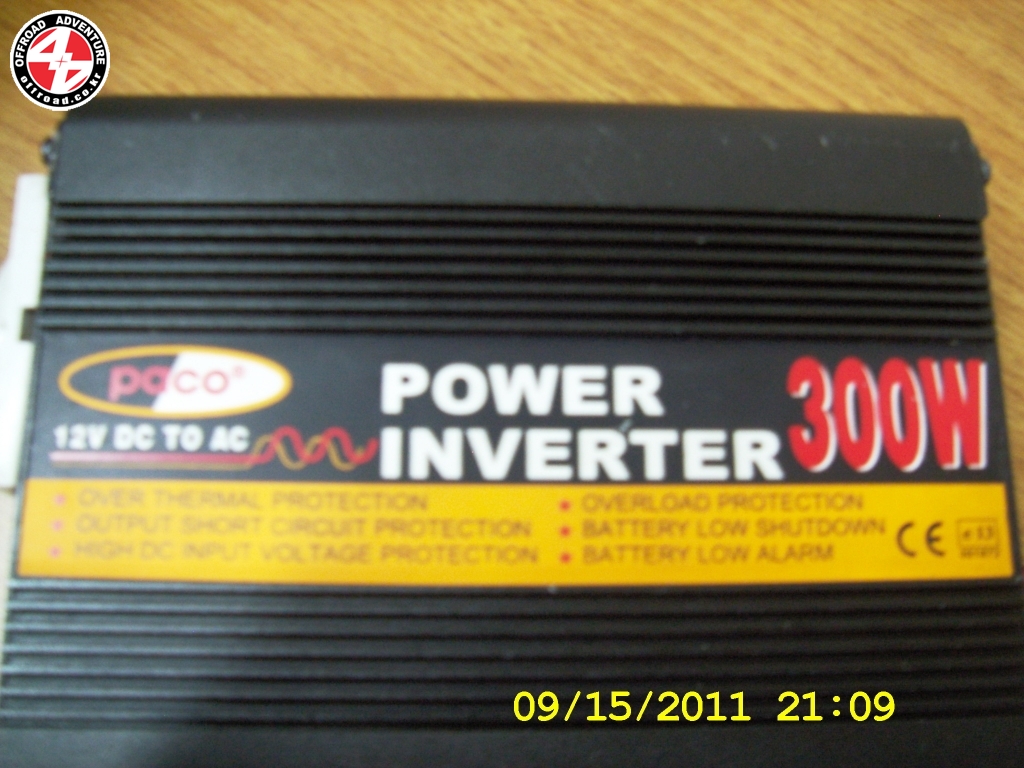 OFFROAD ADVENTURE
4x4
allroad.co.kr
paco®
12V DC TO AC
POWER
INVERTER
300W
OVER THERMAL PROTECTION
OUTPUT SHORT CIRCUIT PROTECTION
HIGH DC INPUT VOLTAGE PROTECTION
OVERLOAD PROTECTION
BATTERY LOW SHUTDOWN
BATTERY LOW ALARM
CE
e 13
09/15/2011 21:09